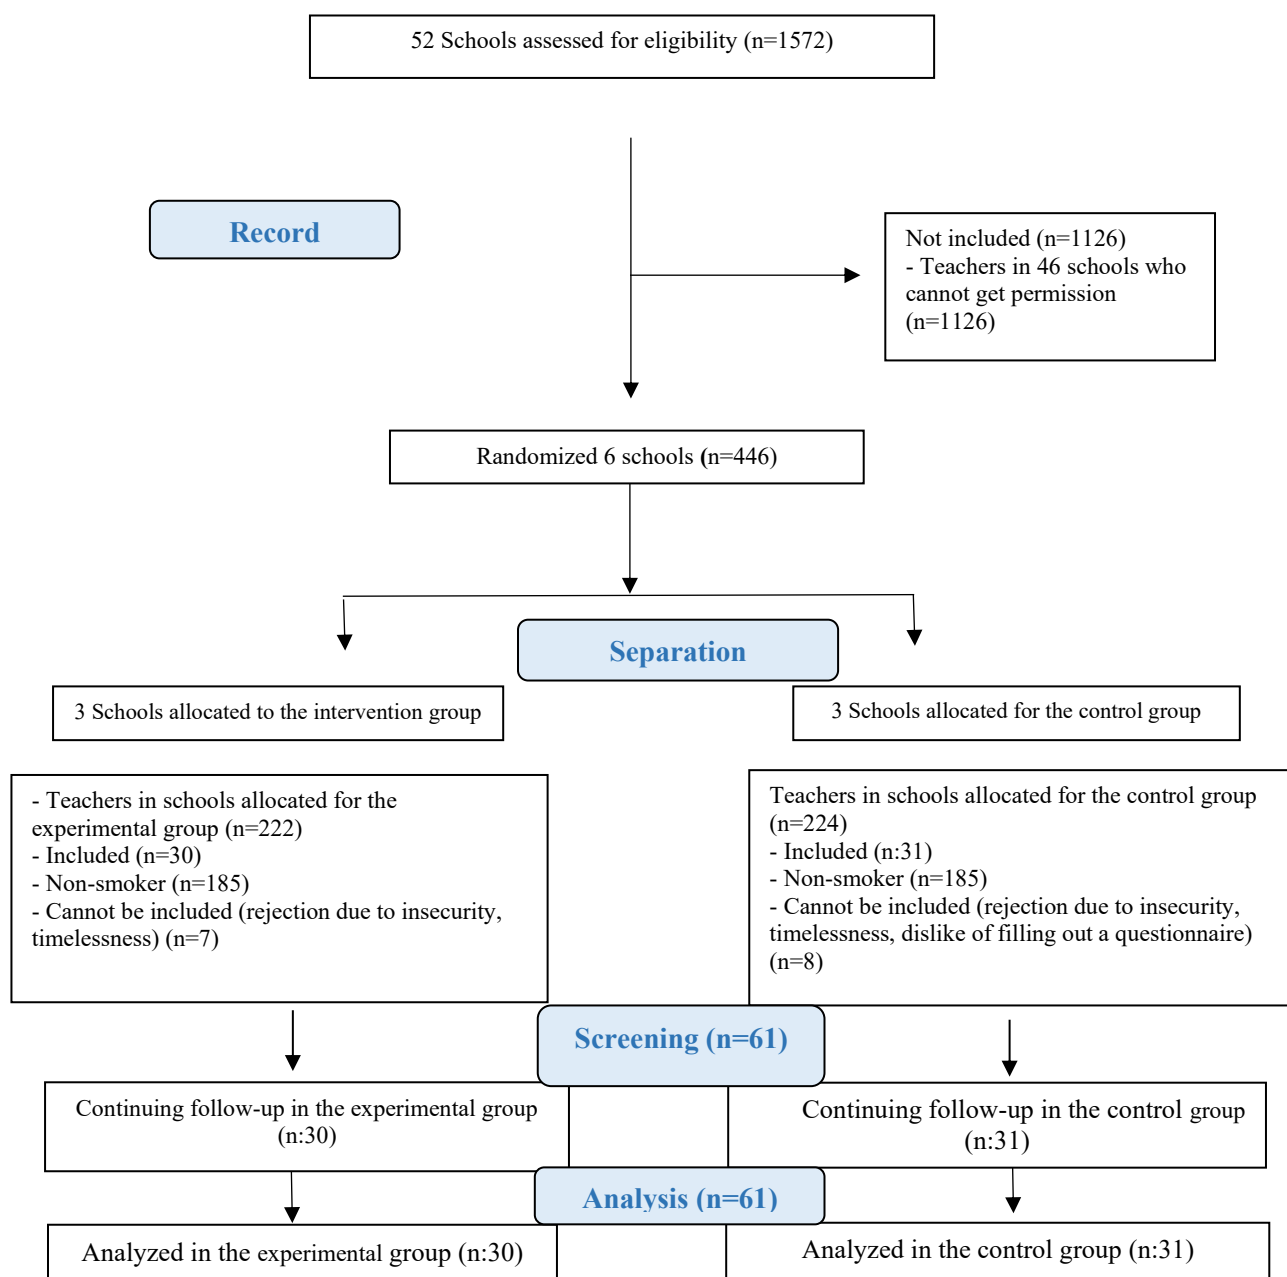 52 Schools assessed for eligibility (n=1572)
Record
Not included (n=1126)
- Teachers in 46 schools who
cannot get permission
(n=1126)
Randomized 6 schools (n=446)
Separation
3 Schools allocated to the intervention group
3 Schools allocated for the control group
- Teachers in schools allocated for the
experimental group (n=222)
- Included (n=30)
- Non-smoker (n=185)
- Cannot be included (rejection due to insecurity,
timelessness) (n=7)
Teachers in schools allocated for the control group
(n=224)
- Included (n:31)
- Non-smoker (n=185)
- Cannot be included (rejection due to insecurity,
timelessness, dislike of filling out a questionnaire)
(n=8)
Screening (n=61)
Continuing follow-up in the experimental group
(n:30)
Continuing follow-up in the control group
(n:31)
Analysis (n=61)
Analyzed in the experimental group (n:30)
Analyzed in the control group (n:31)